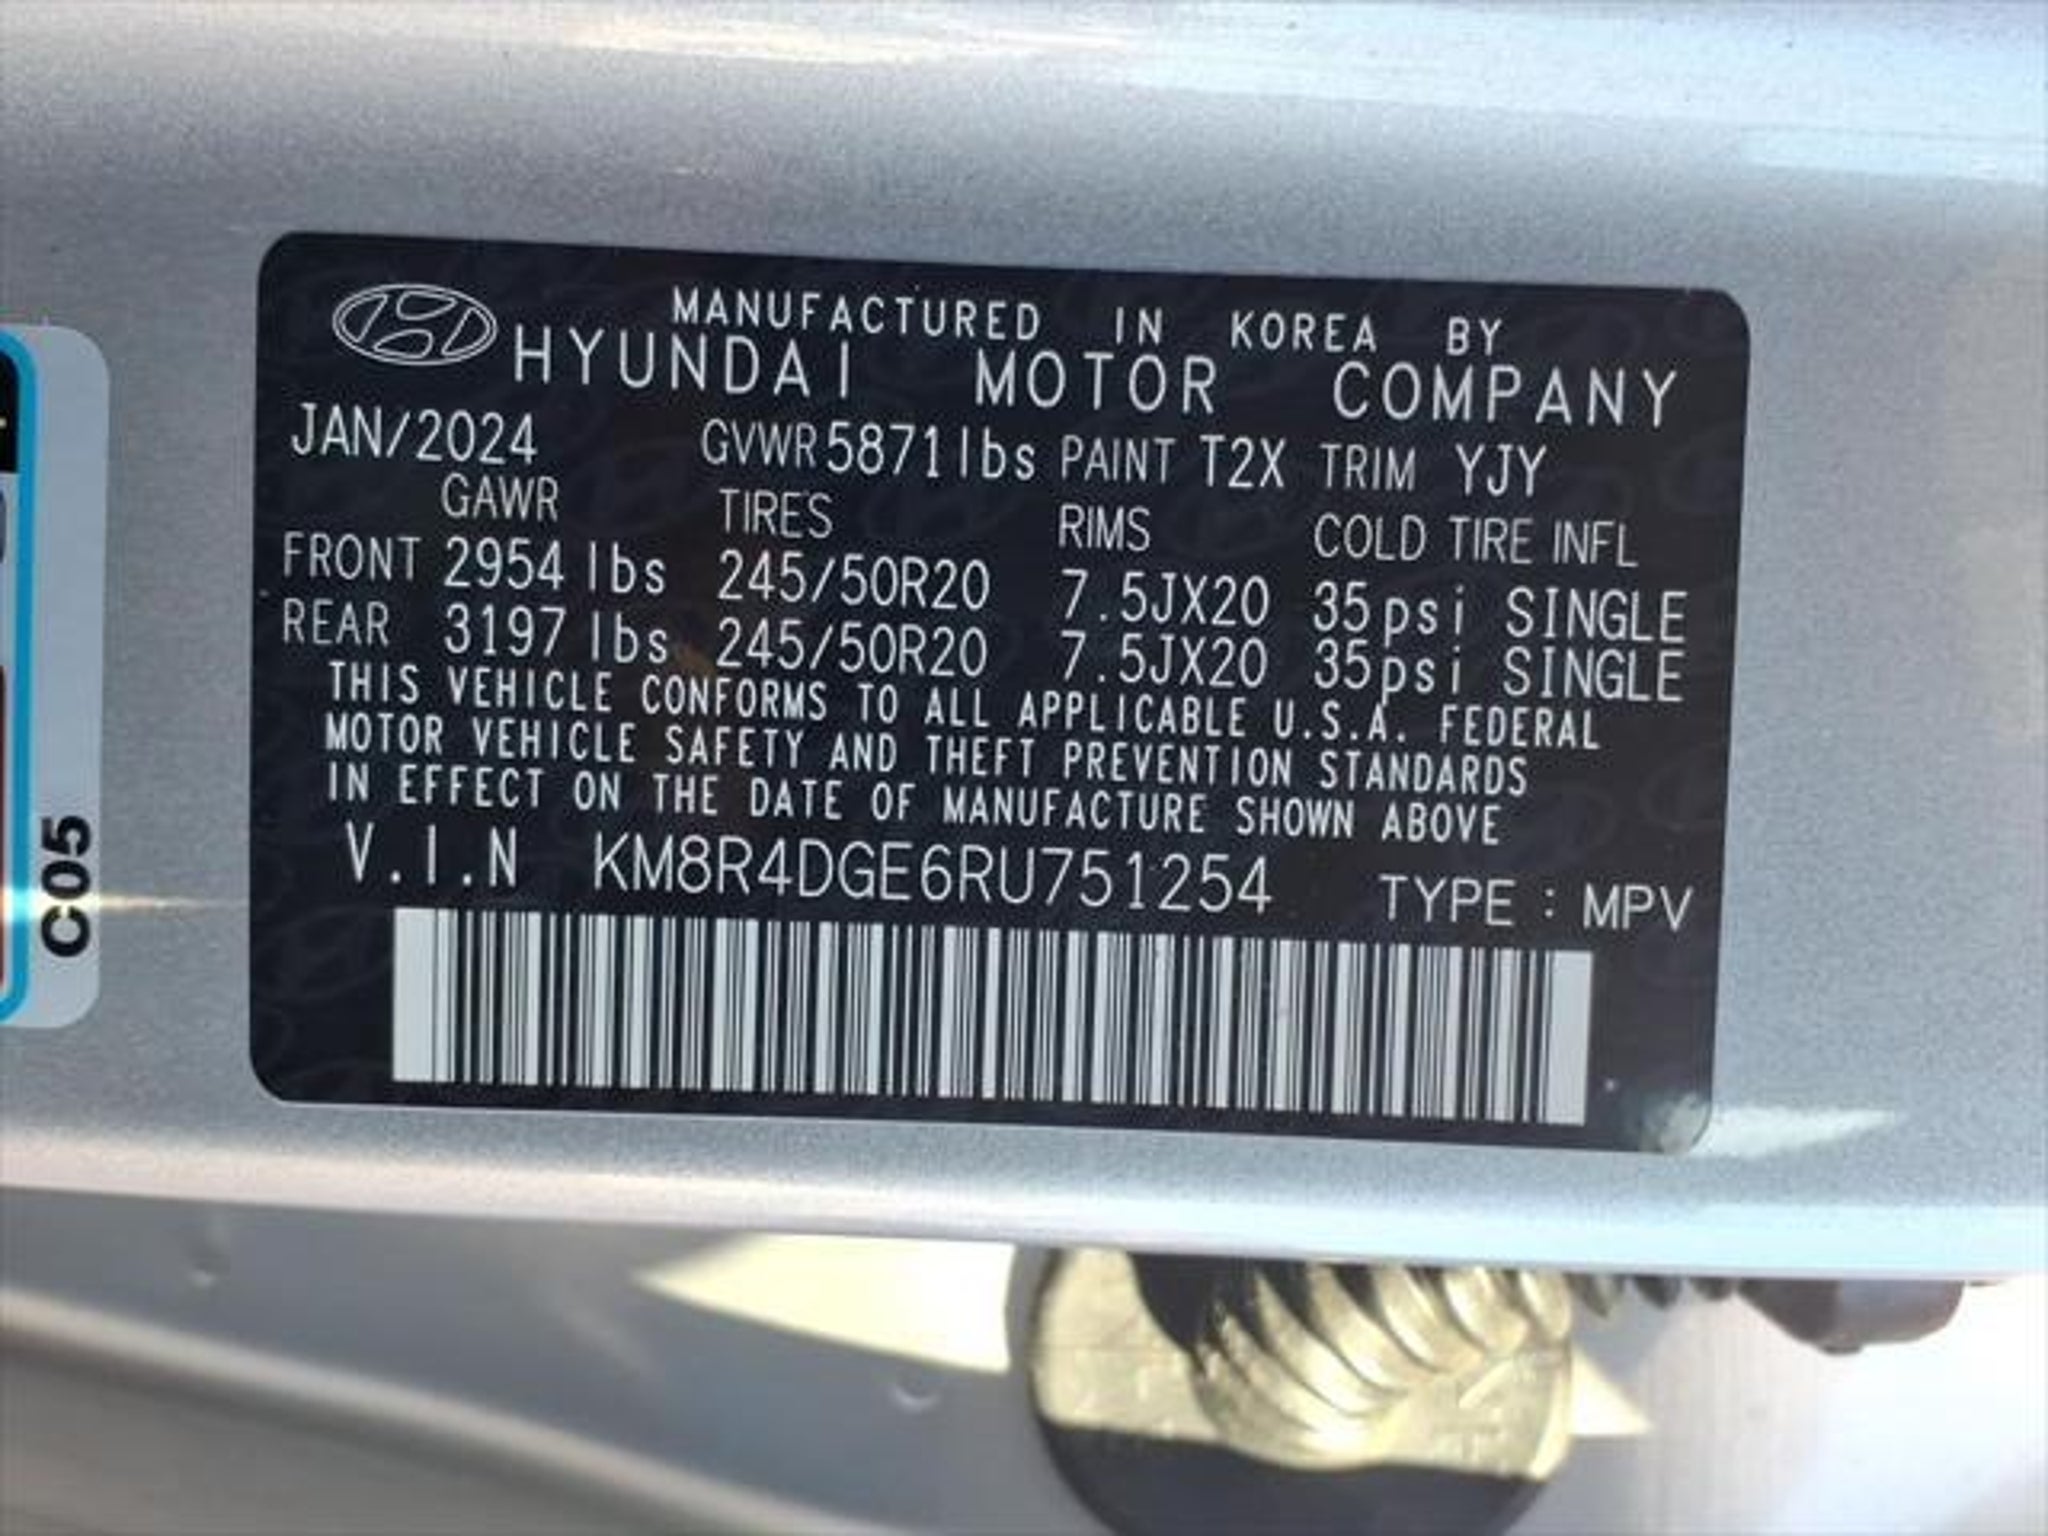 MANUFACTURED IN KOREA BY
HYUNDAI MOTOR COMPANY
JAN/2024 GVWR 5871lbs PAINT T2X TRIM YJY
GAWR TIRES RIMS COLD TIRE INFL
FRONT 2954 lbs 245/50R20 7.5JX20 35psi SINGLE
REAR 3197 lbs 245/50R20 7.5JX20 35psi SINGLE
THIS VEHICLE CONFORMS TO ALL APPLICABLE U.S.A. FEDERAL
MOTOR VEHICLE SAFETY AND THEFT PREVENTION STANDARDS
IN EFFECT ON THE DATE OF MANUFACTURE SHOWN ABOVE
V.I.N KM8R4DGE6RU751254 TYPE : MPV
C05